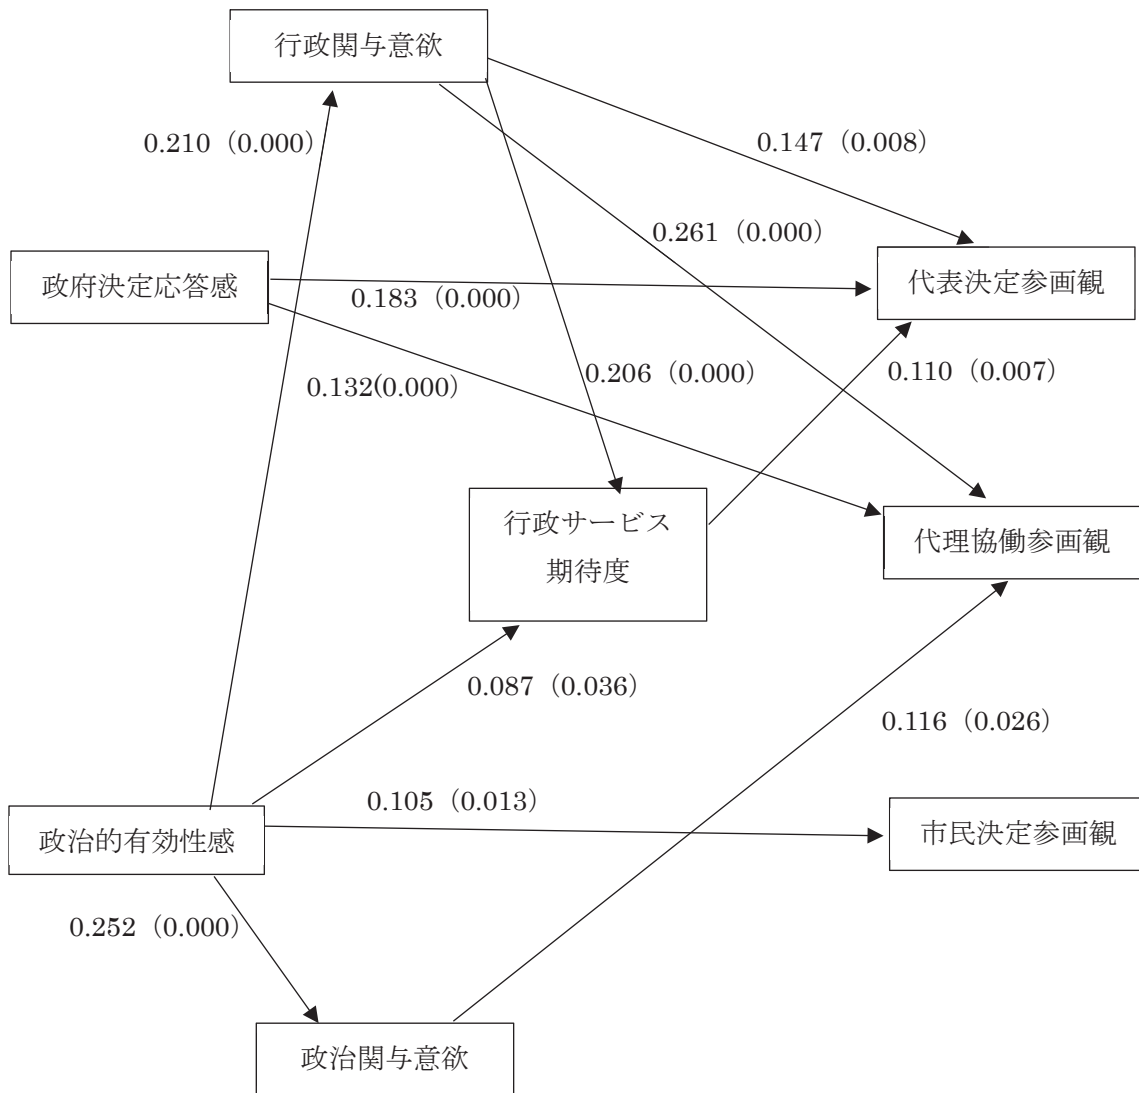 行政関与意欲
0.210（0.000）
0.147（0.008）
0.261（0.000）
政府決定応答感
代表決定参画観
0.183（0.000）
0.132(0.000)
0.206（0.000）
0.110（0.007）
行政サービス
期待度
代理協働参画観
0.087（0.036）
0.116（0.026）
0.105（0.013）
政治的有効性感
市民決定参画観
0.252（0.000）
政治関与意欲